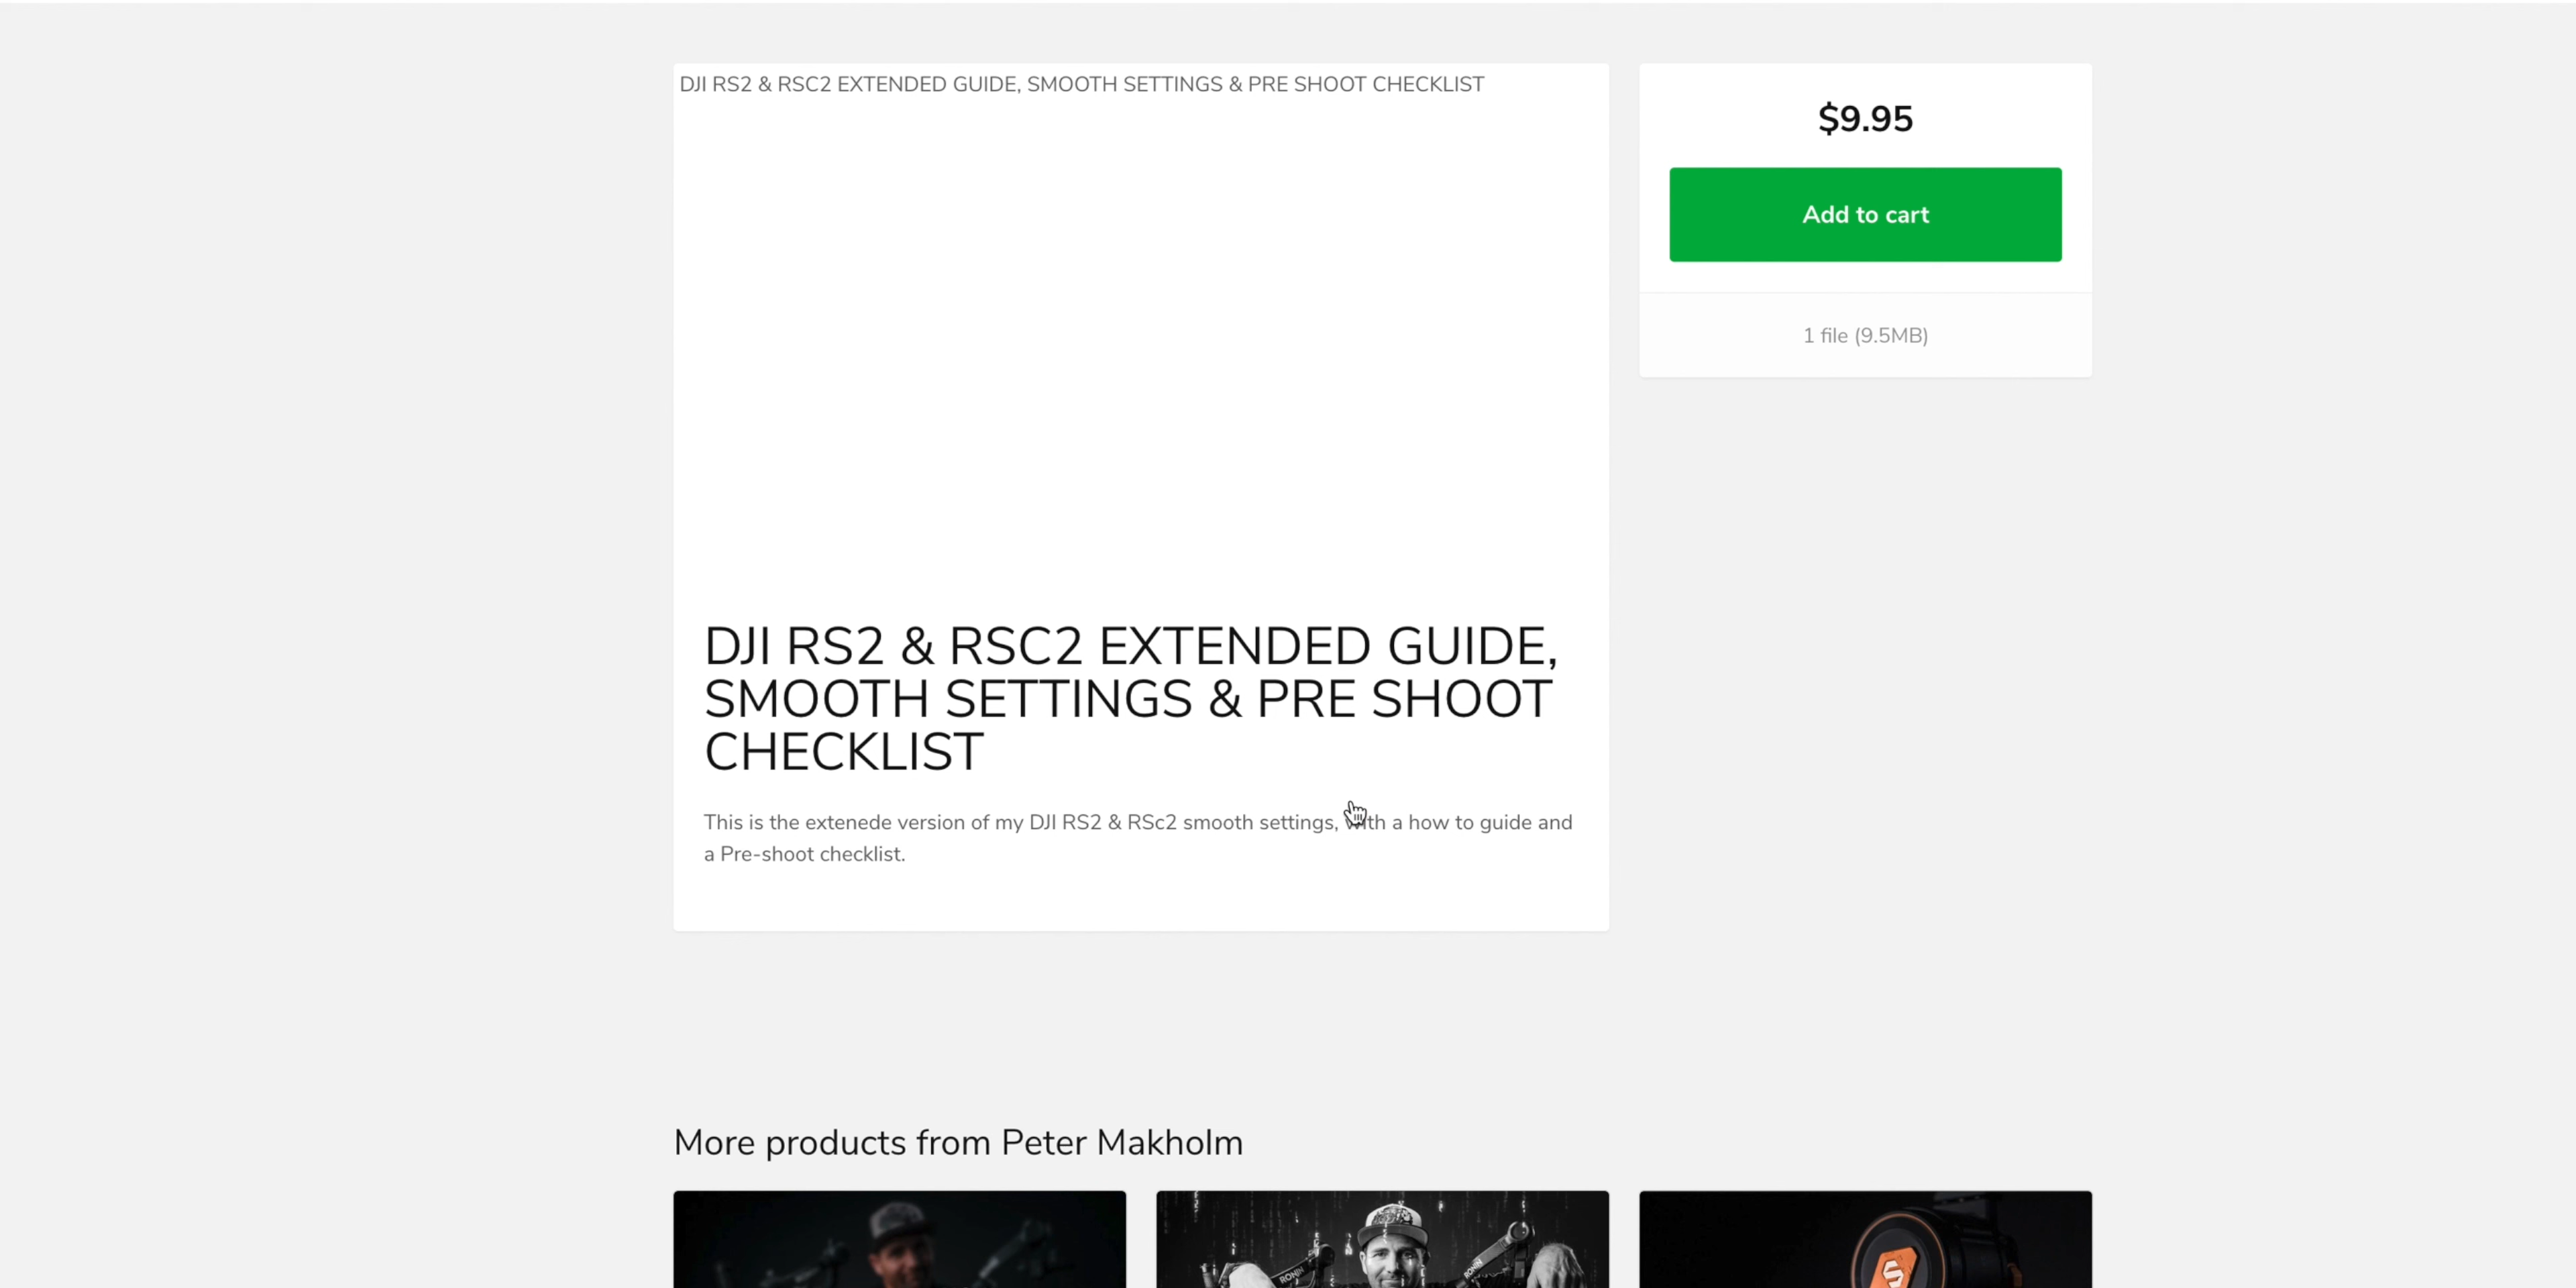 DJI RS2 & RSC2 EXTENDED GUIDE, SMOOTH SETTINGS & PRE SHOOT CHECKLIST
$9.95
Add to cart
1 file (9.5MB)
DJI RS2 & RSC2 EXTENDED GUIDE,
SMOOTH SETTINGS & PRE SHOOT
CHECKLIST
This is the extenede version of my DJI RS2 & RSc2 smooth settings, with a how to guide and
a Pre-shoot checklist.
More products from Peter Makholm
RONIN
RONIN